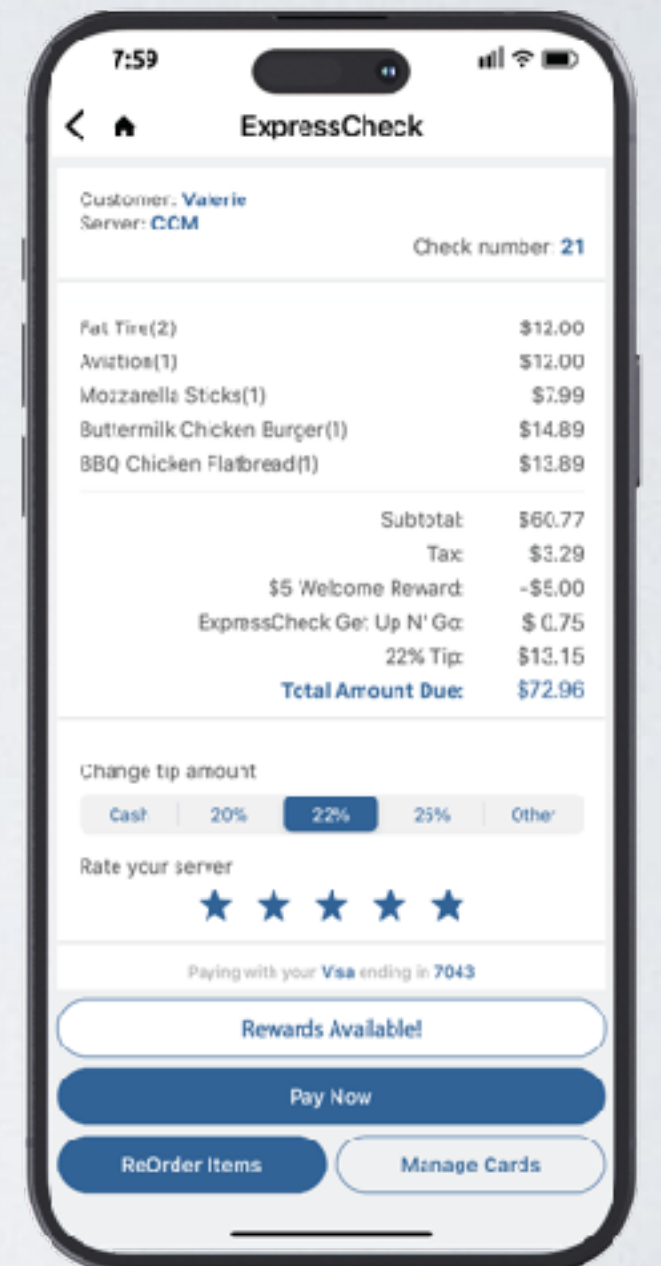 7:59
ExpressCheck
Customer: Valerie
Server: CCM
Check number: 21
Fat Tire(2) $12.00
Aviation(1) $12.00
Mozzarella Sticks(1) $7.99
Buttermilk Chicken Burger(1) $14.89
BBQ Chicken Flatbread(1) $13.89
Subtotal: $60.77
Tax: $3.29
$5 Welcome Reward: -$5.00
ExpressCheck Get Up N' Go: $ 0.75
22% Tip: $13.15
Total Amount Due: $72.96
Change tip amount
Cash 20% 22% 25% Other
Rate your server
Paying with your Visa ending in 7043
Rewards Available!
Pay Now
ReOrder Items Manage Cards